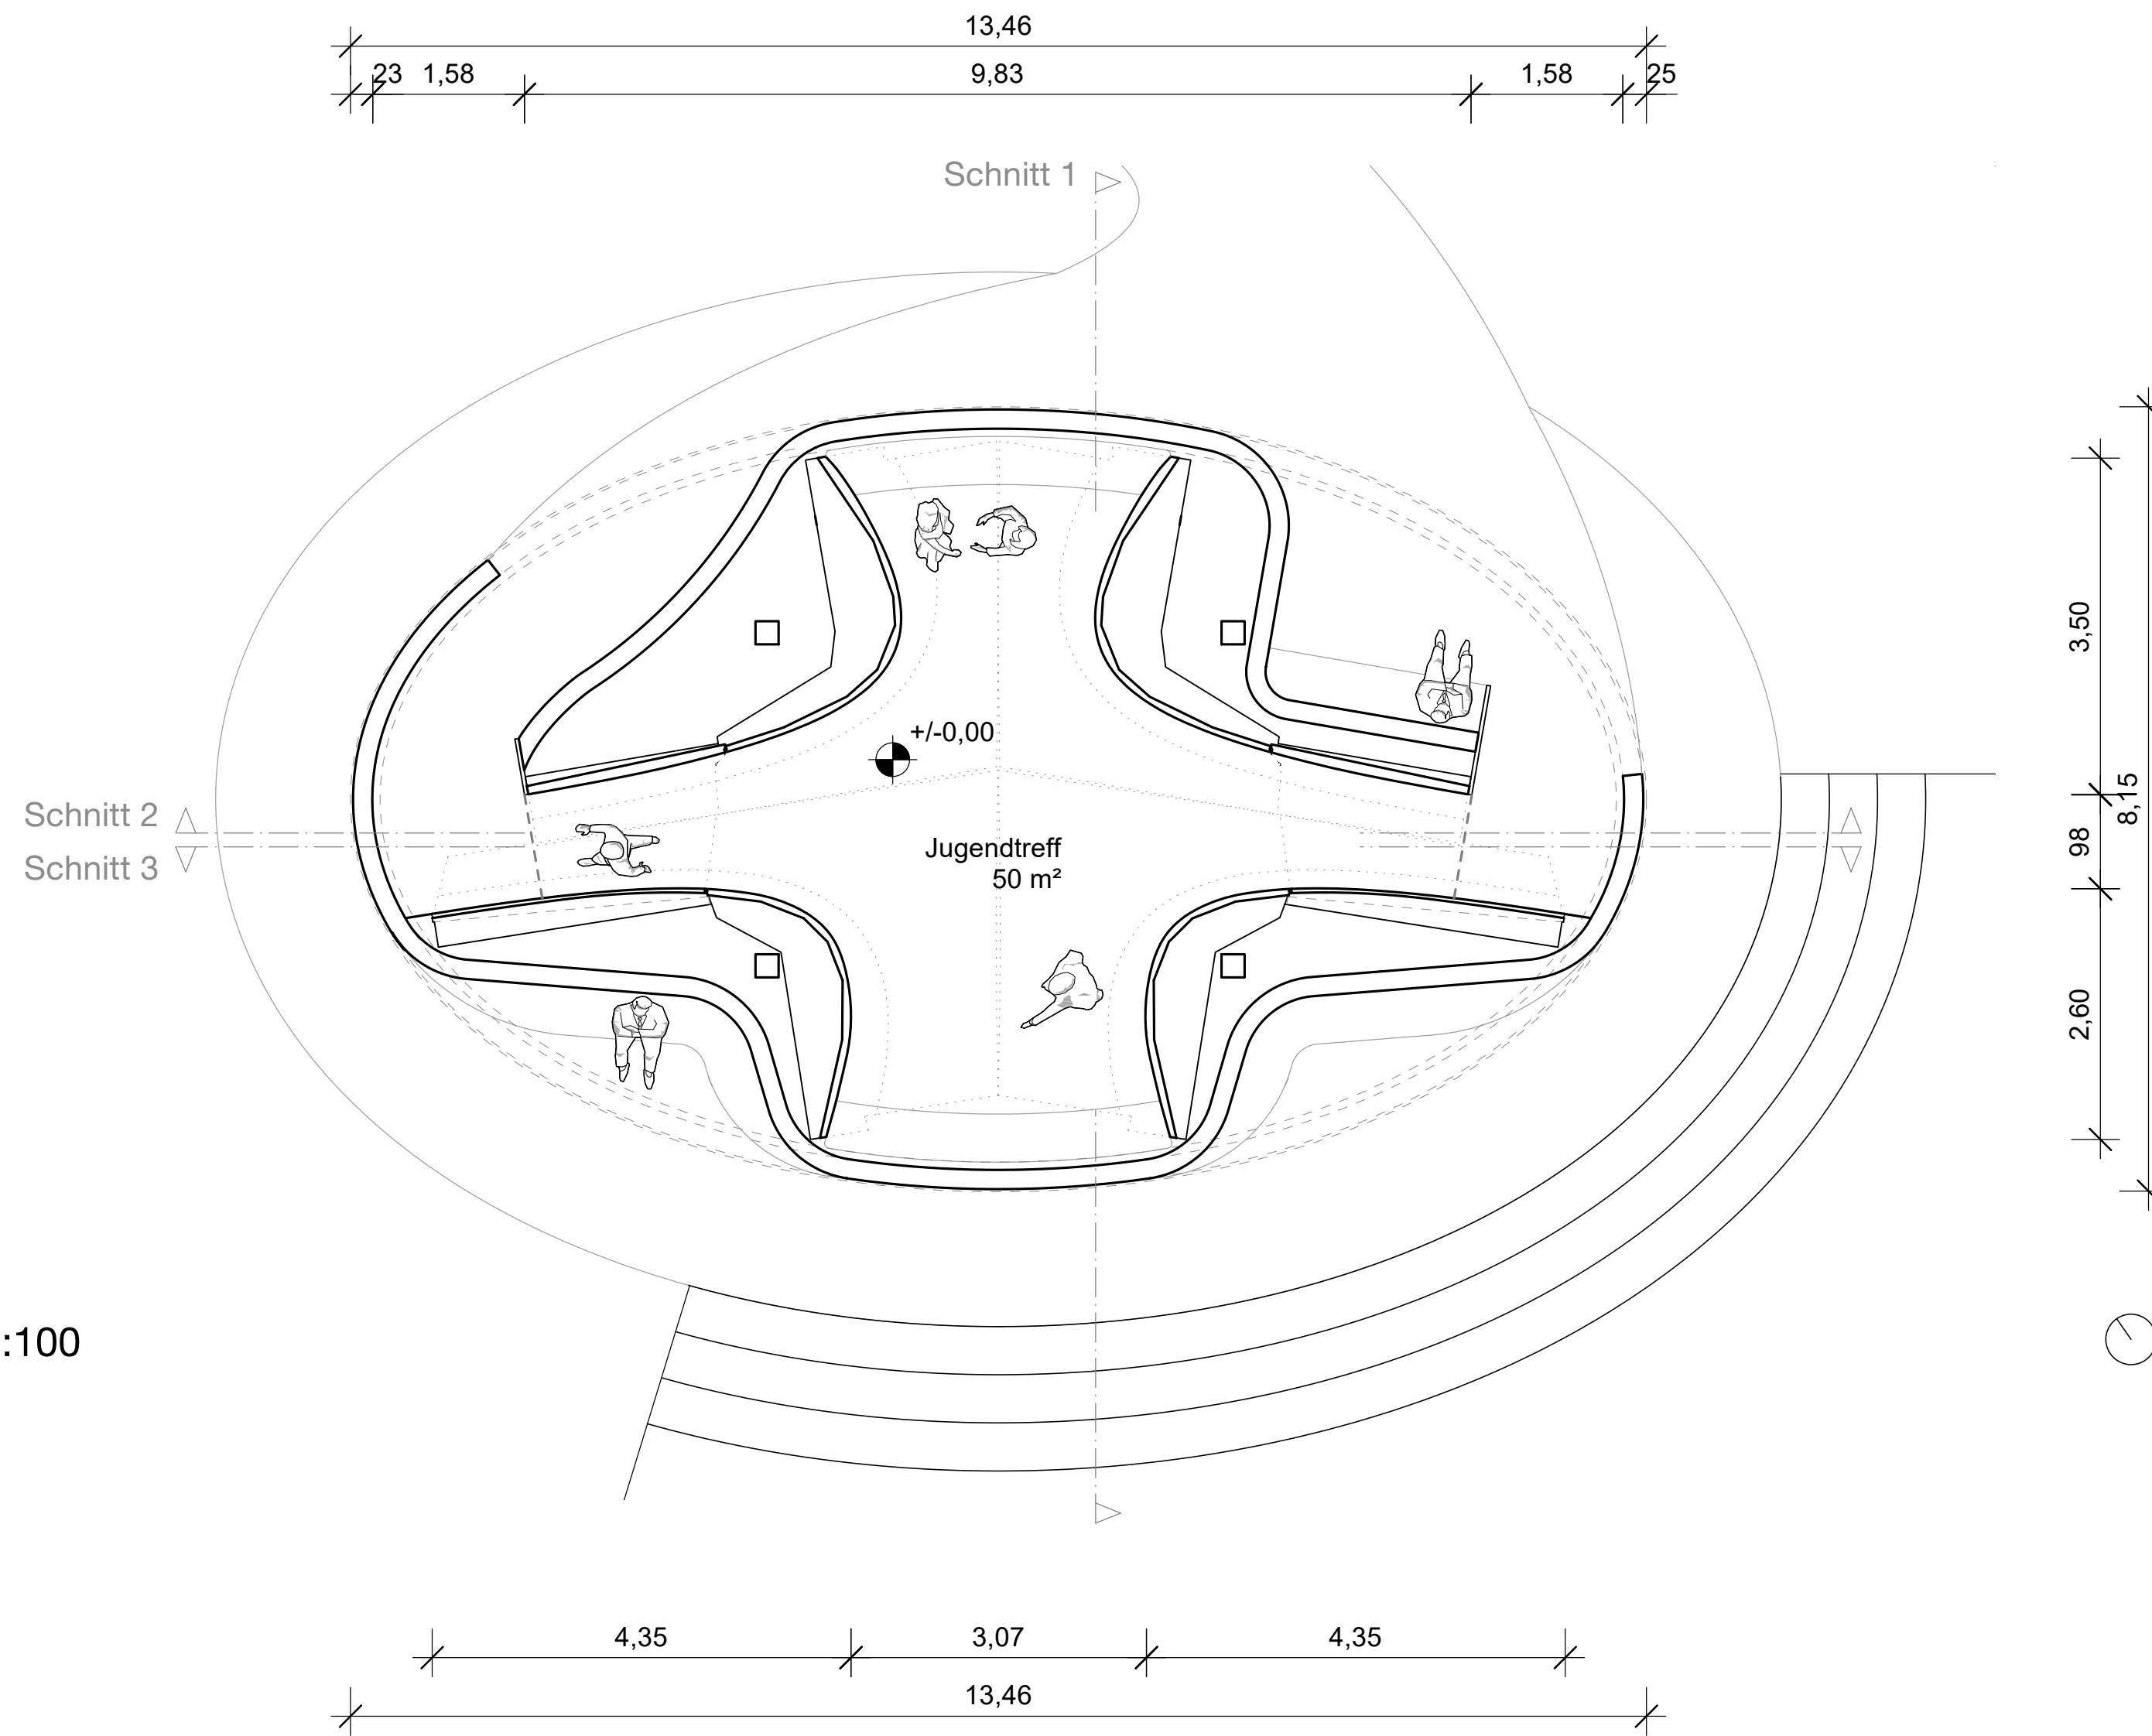 13,46
23 1,58 9,83 1,58 25
Schnitt 1
3,50
+/-0,00
8,15
Schnitt 2
98
Jugendtreff
50 m²
Schnitt 3
2,60
:100
4,35 3,07 4,35
13,46